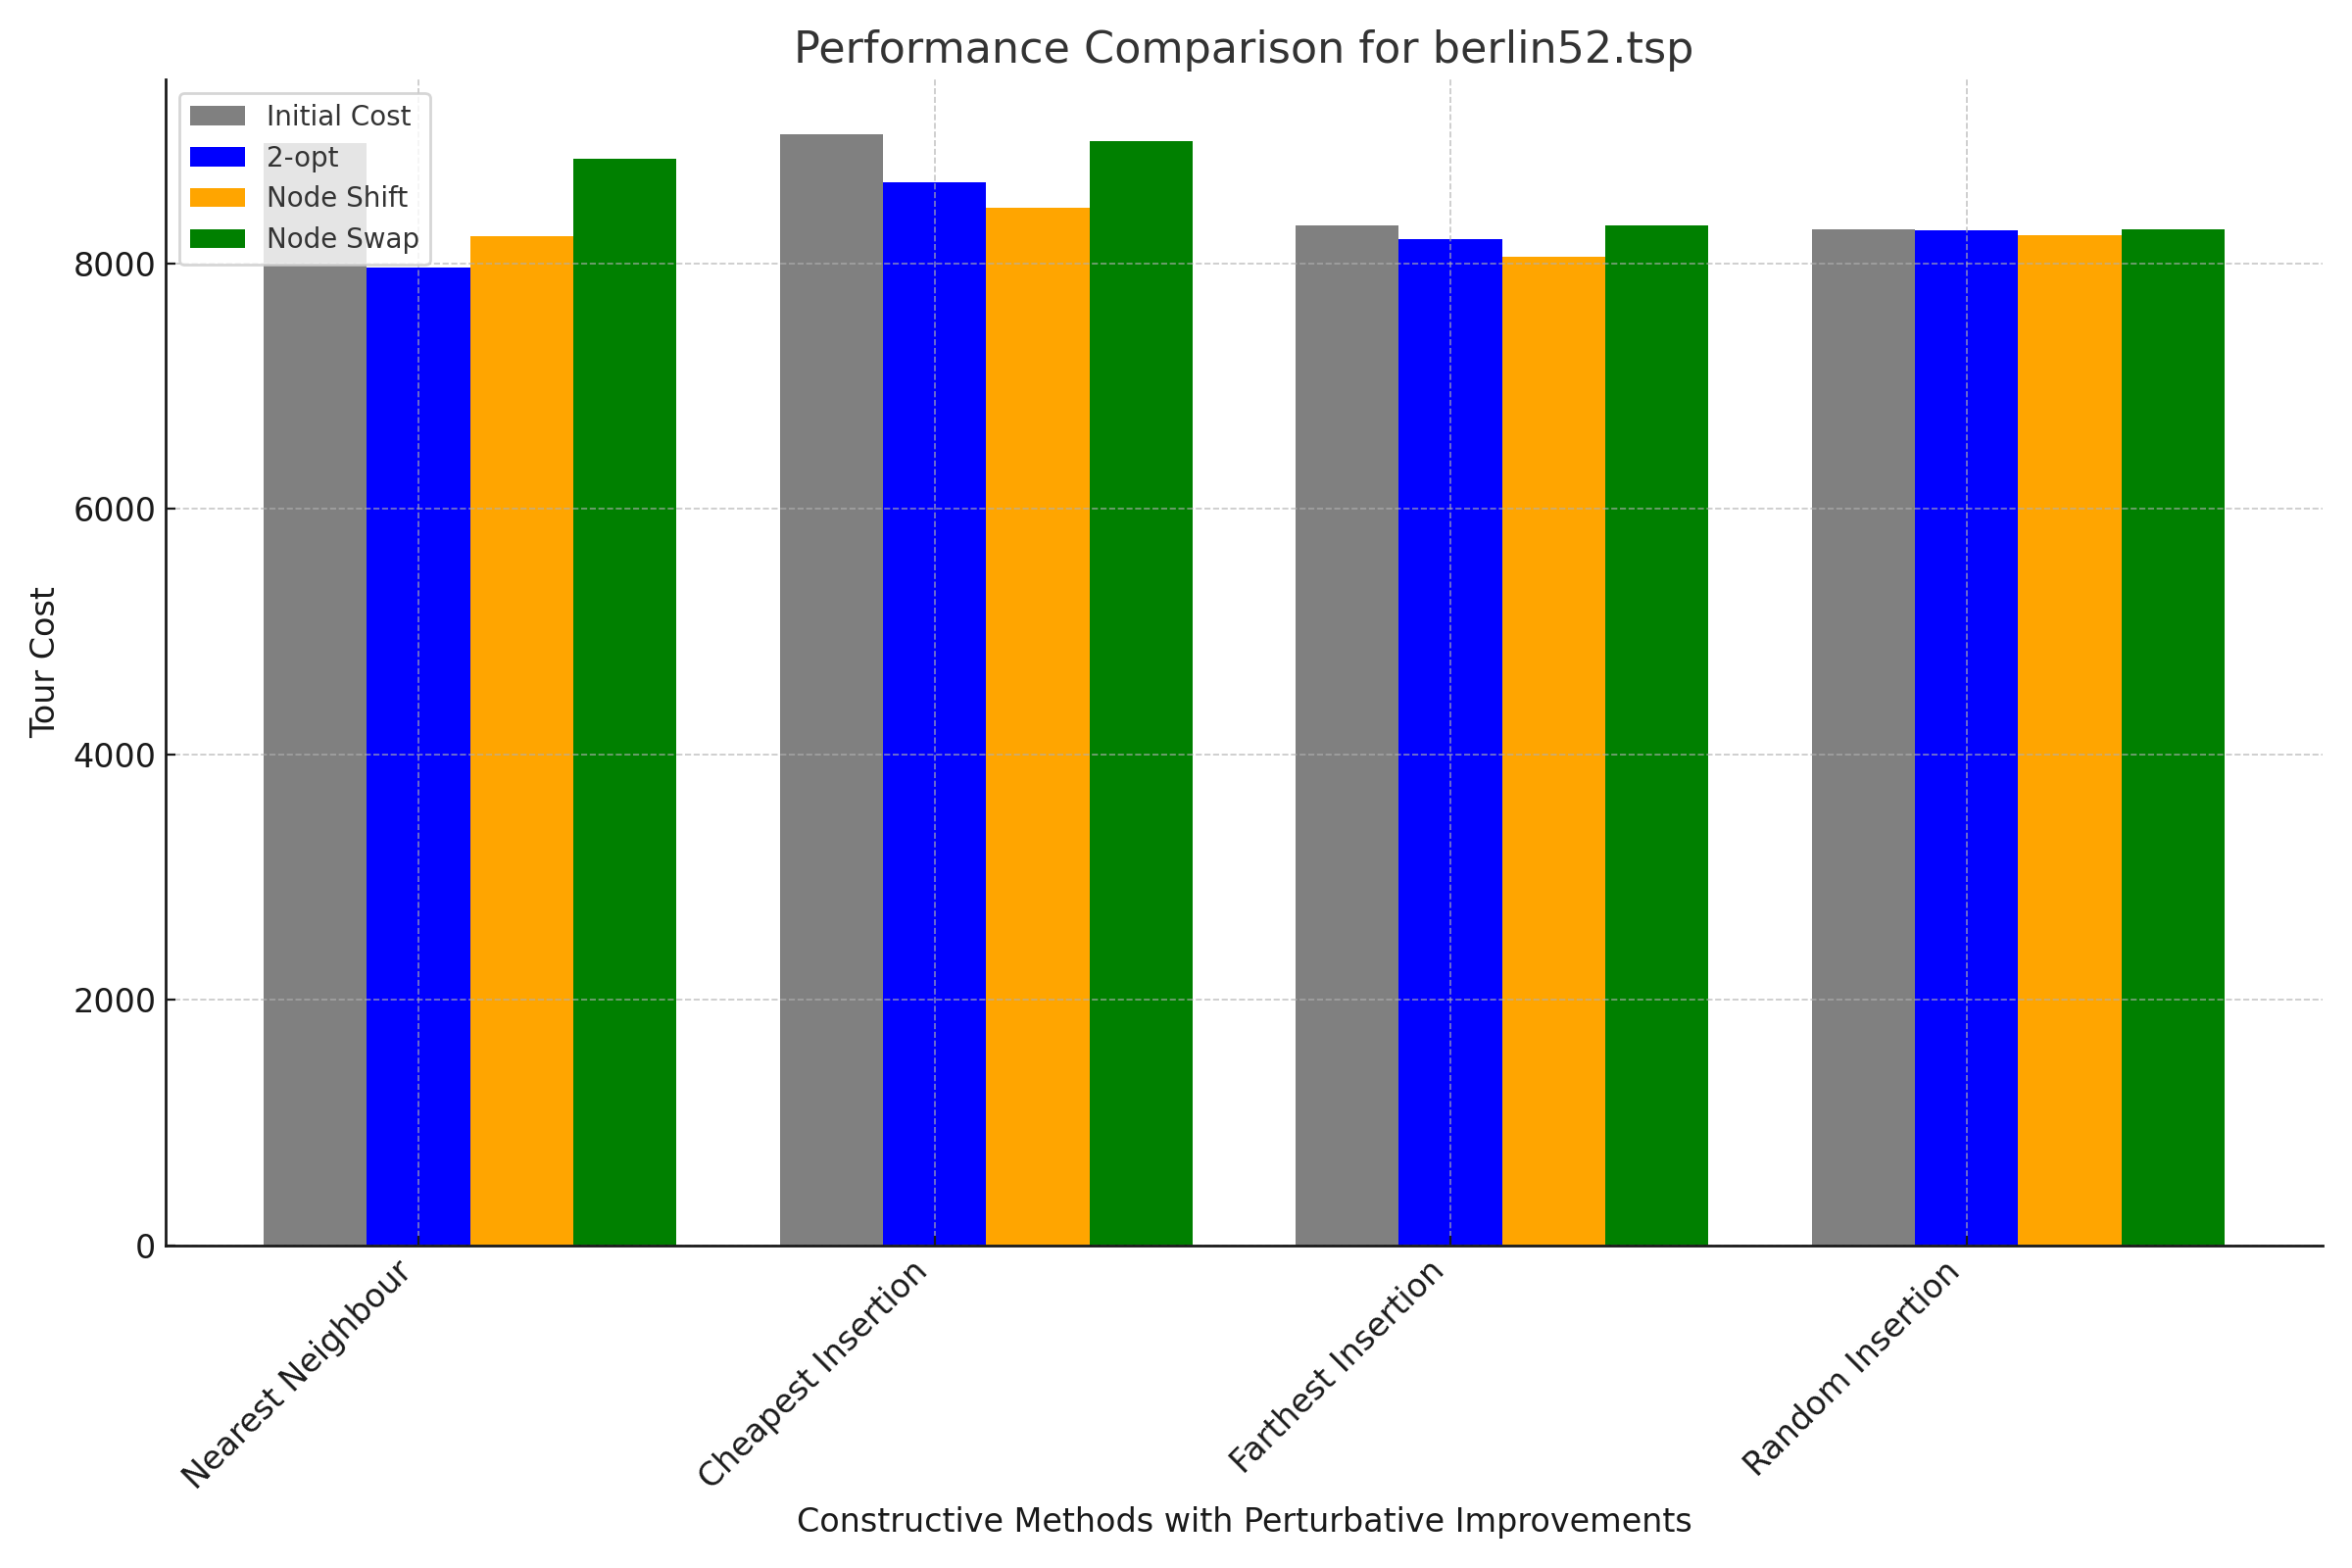 Performance Comparison for berlin52.tsp
Initial Cost
2-opt
Node Shift
Node Swap
Tour Cost
8000
6000
4000
2000
0
Nearest Neighbour
Cheapest Insertion
Farthest Insertion
Random Insertion
Constructive Methods with Perturbative Improvements